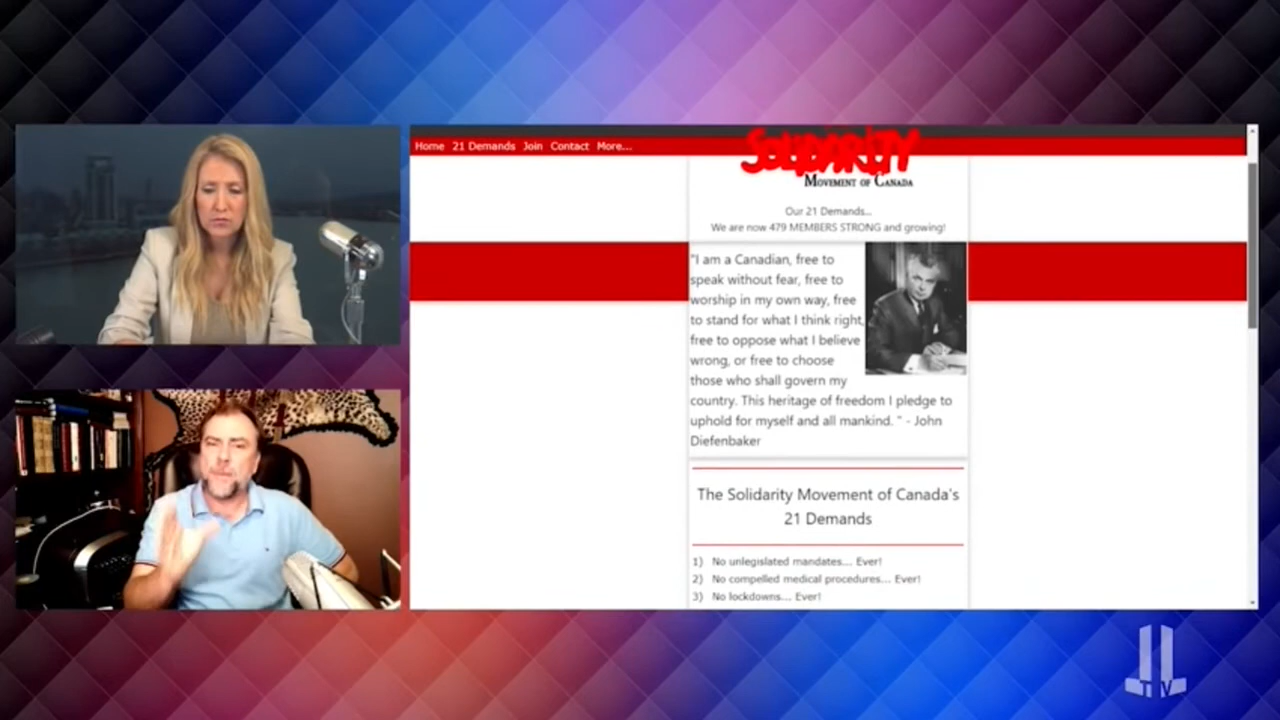 Home 21 Demands Join Contact More...
SOLIDARITY
MOVEMENT OF CANADA
Our 21 Demands...
We are now 479 MEMBERS STRONG and growing!
"I am a Canadian, free to
speak without fear, free to
worship in my own way, free
to stand for what I think right,
free to oppose what I believe
wrong, or free to choose
those who shall govern my
country. This heritage of freedom I pledge to
uphold for myself and all mankind. " - John
Diefenbaker
The Solidarity Movement of Canada's
21 Demands
1) No unlegislated mandates... Ever!
2) No compelled medical procedures... Ever!
3) No lockdowns... Ever!
TV